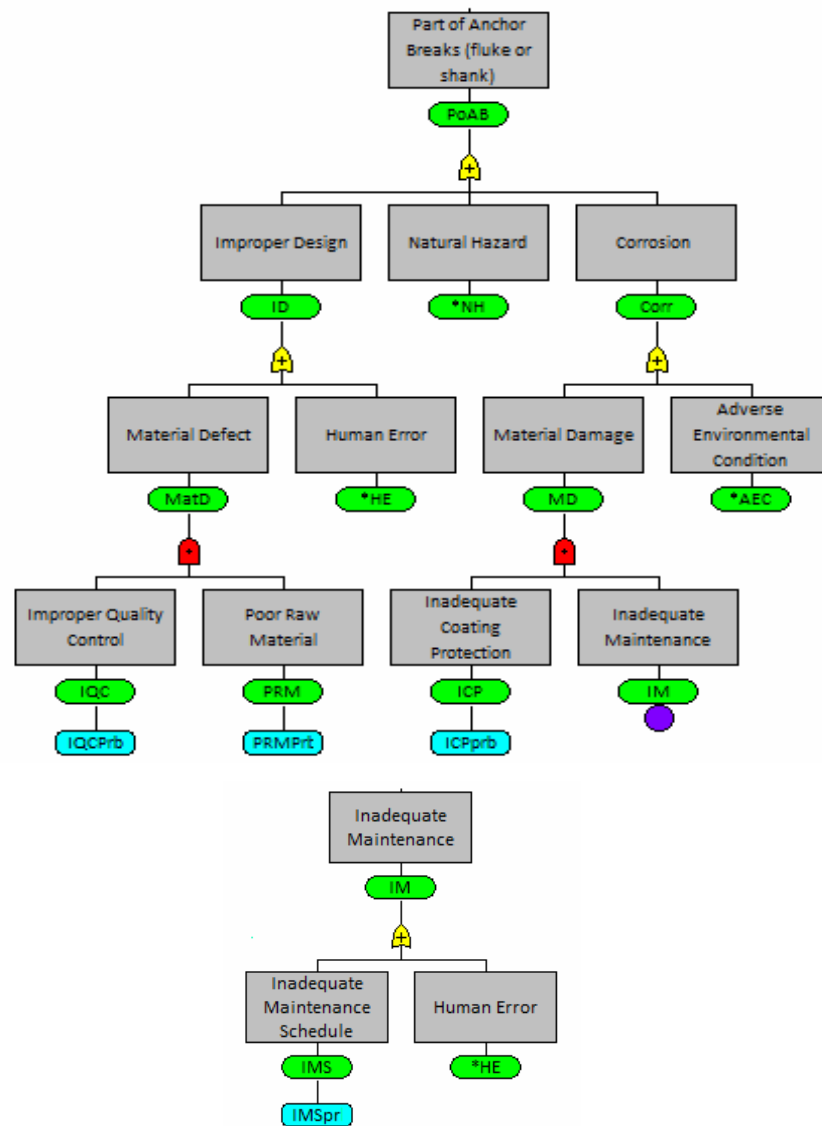 Part of Anchor
Breaks (fluke or
shank)
PoAB
+
Improper Design
Natural Hazard
Corrosion
ID
*NH
Corr
+
+
Material Defect
Human Error
Material Damage
Adverse
Environmental
Condition
MatD
*HE
MD
*AEC
Improper Quality
Control
Poor Raw
Material
Inadequate
Coating
Protection
Inadequate
Maintenance
IQC
PRM
ICP
IM
IQCPrb
PRMPrt
ICPprb
Inadequate
Maintenance
IM
+
Inadequate
Maintenance
Schedule
Human Error
IMS
*HE
IMSpr